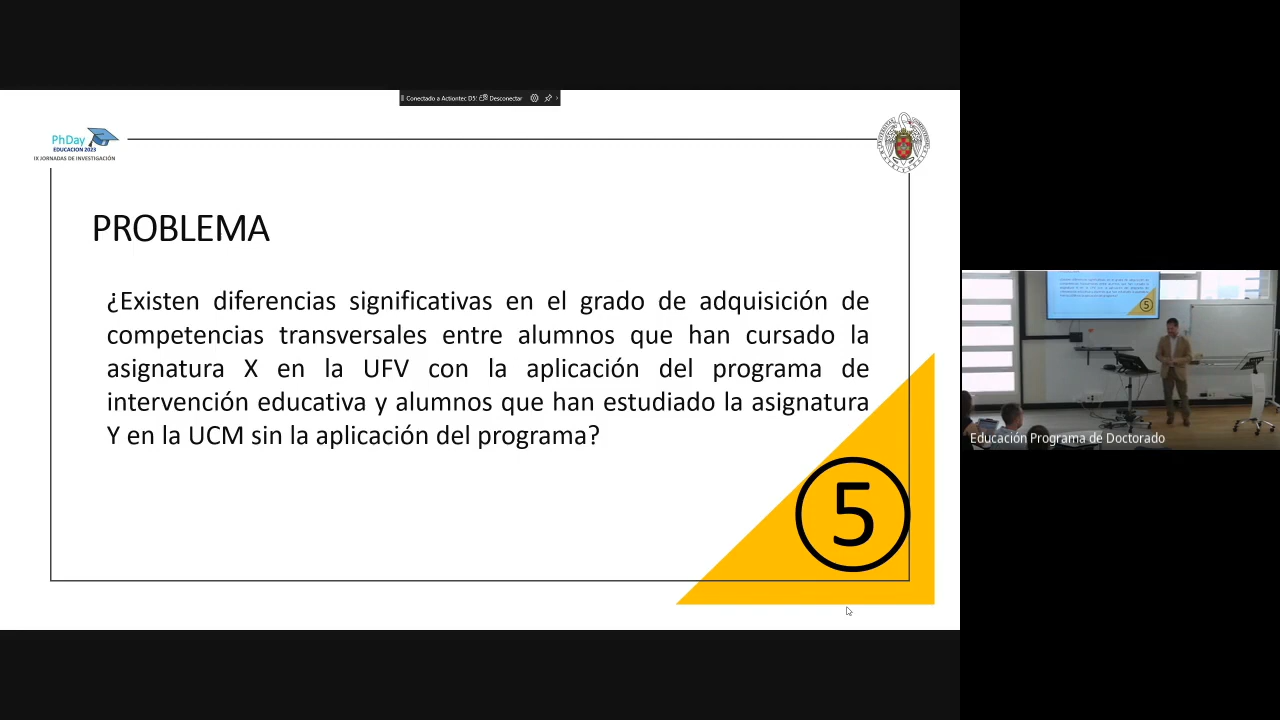 Conectado a Actiontec D5: Desconectar
PhDay
EDUCACION 2023
IX JORNADAS DE INVESTIGACIÓN
PROBLEMA
¿Existen diferencias significativas en el grado de adquisición de
competencias transversales entre alumnos que han cursado la
asignatura X en la UFV con la aplicación del programa de
intervención educativa y alumnos que han estudiado la asignatura
Y en la UCM sin la aplicación del programa?
5
5
Educación Programa de Doctorado